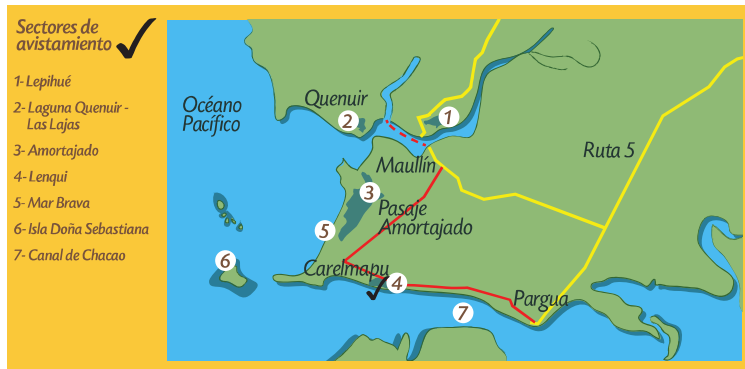 Sectores de
avistamiento
1- Lepihué
2- Laguna Quenuir -
Las Lajas
3- Amortajado
4- Lenqui
5- Mar Brava
6- Isla Doña Sebastiana
7- Canal de Chacao
Océano
Pacífico
Quenuir
2
1
Maullín
Ruta 5
3
Pasaje
Amortajado
5
6
Carelmapu
4
7
Pargua